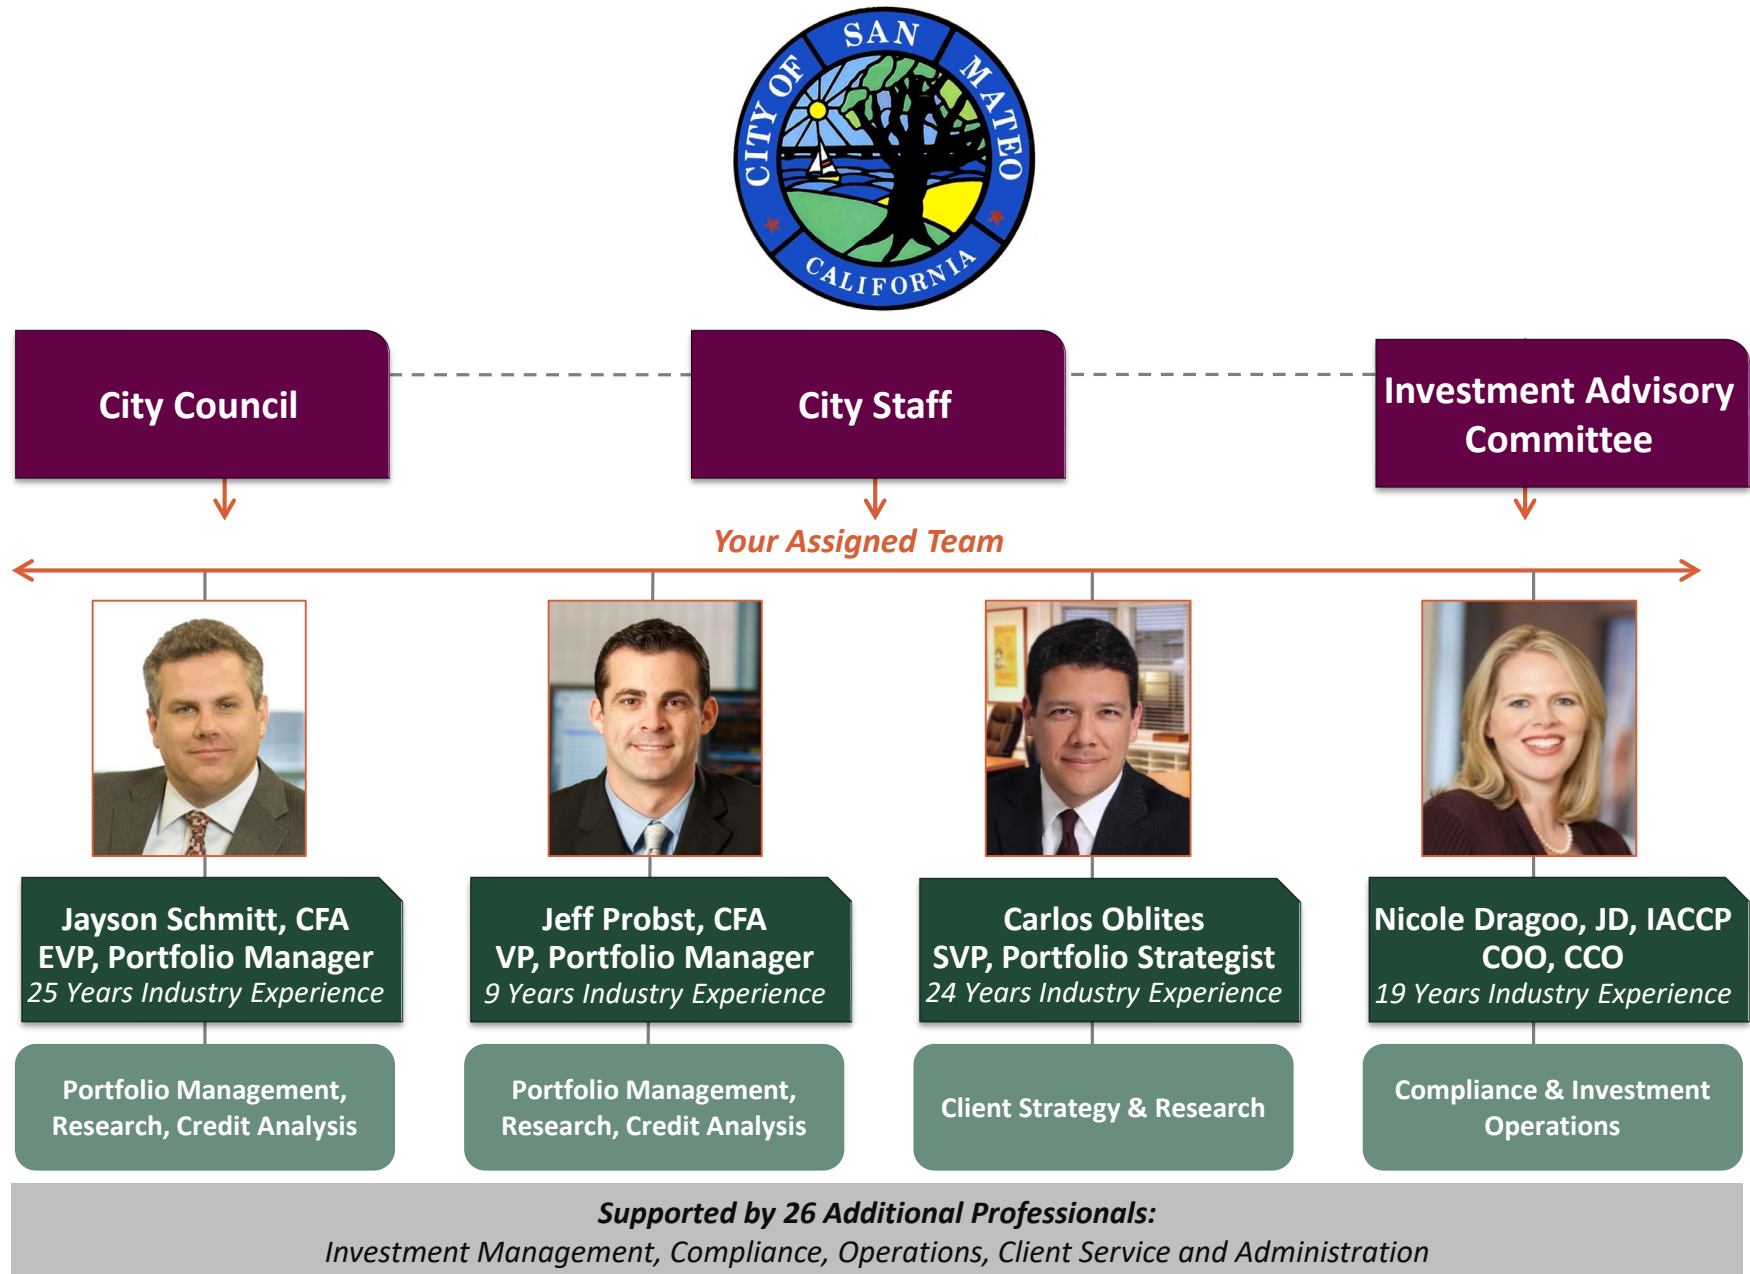 CITY OF SAN MATEO
CALIFORNIA
City Council
City Staff
Investment Advisory
Committee
Your Assigned Team
Jayson Schmitt, CFA
EVP, Portfolio Manager
25 Years Industry Experience
Jeff Probst, CFA
VP, Portfolio Manager
9 Years Industry Experience
Carlos Oblites
SVP, Portfolio Strategist
24 Years Industry Experience
Nicole Dragoo, JD, IACCP
COO, CCO
19 Years Industry Experience
Portfolio Management,
Research, Credit Analysis
Portfolio Management,
Research, Credit Analysis
Client Strategy & Research
Compliance & Investment
Operations
Supported by 26 Additional Professionals:
Investment Management, Compliance, Operations, Client Service and Administration